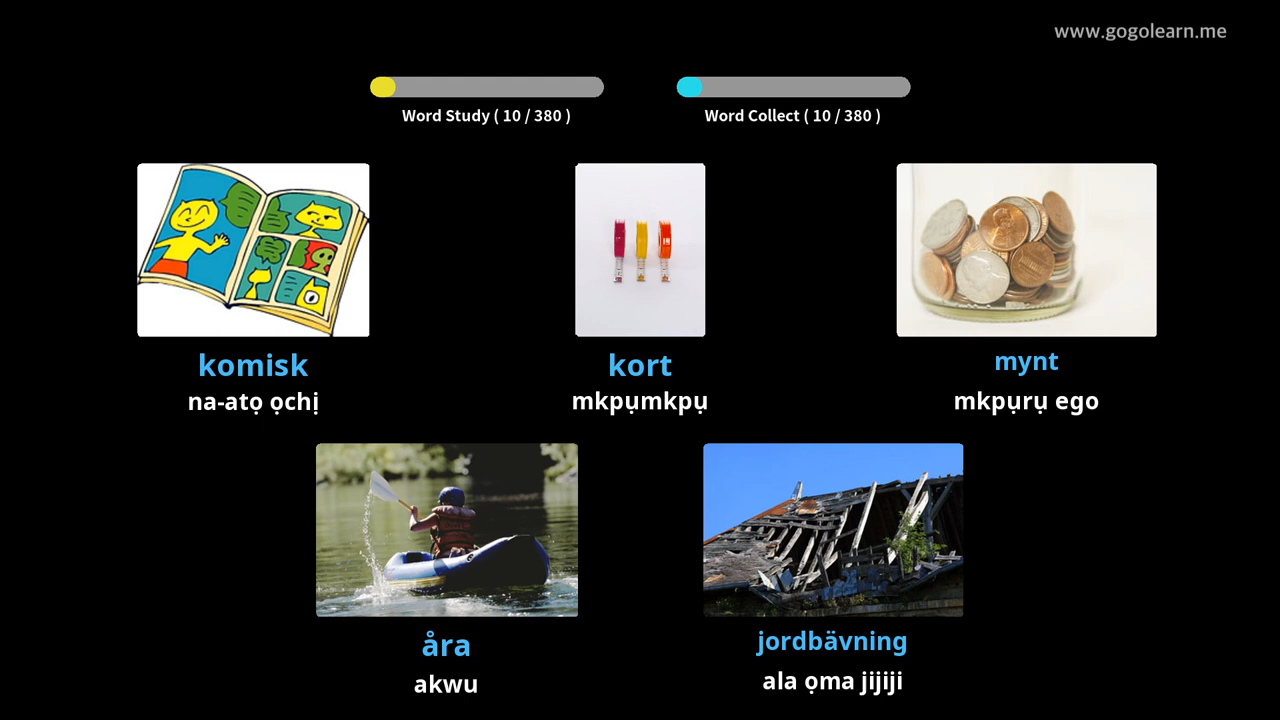 www.gogolearn.me
Word Study ( 10 / 380 )
Word Collect ( 10 / 380 )
komisk
na-atọ ọchị
kort
mkpụmkpụ
mynt
mkpụrụ ego
åra
akwu
jordbävning
ala ọma jijiji